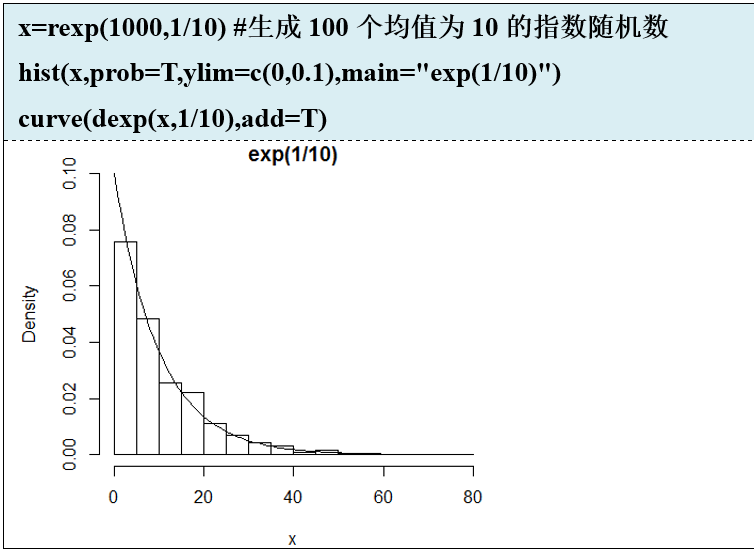 x=rexp(1000,1/10) #生成 100 个均值为 10 的指数随机数
hist(x,prob=T,ylim=c(0,0.1),main="exp(1/10)")
curve(dexp(x,1/10),add=T)
exp(1/10)
0.10
0.08
0.06
0.04
0.02
0.00
Density
0 20 40 60 80
x